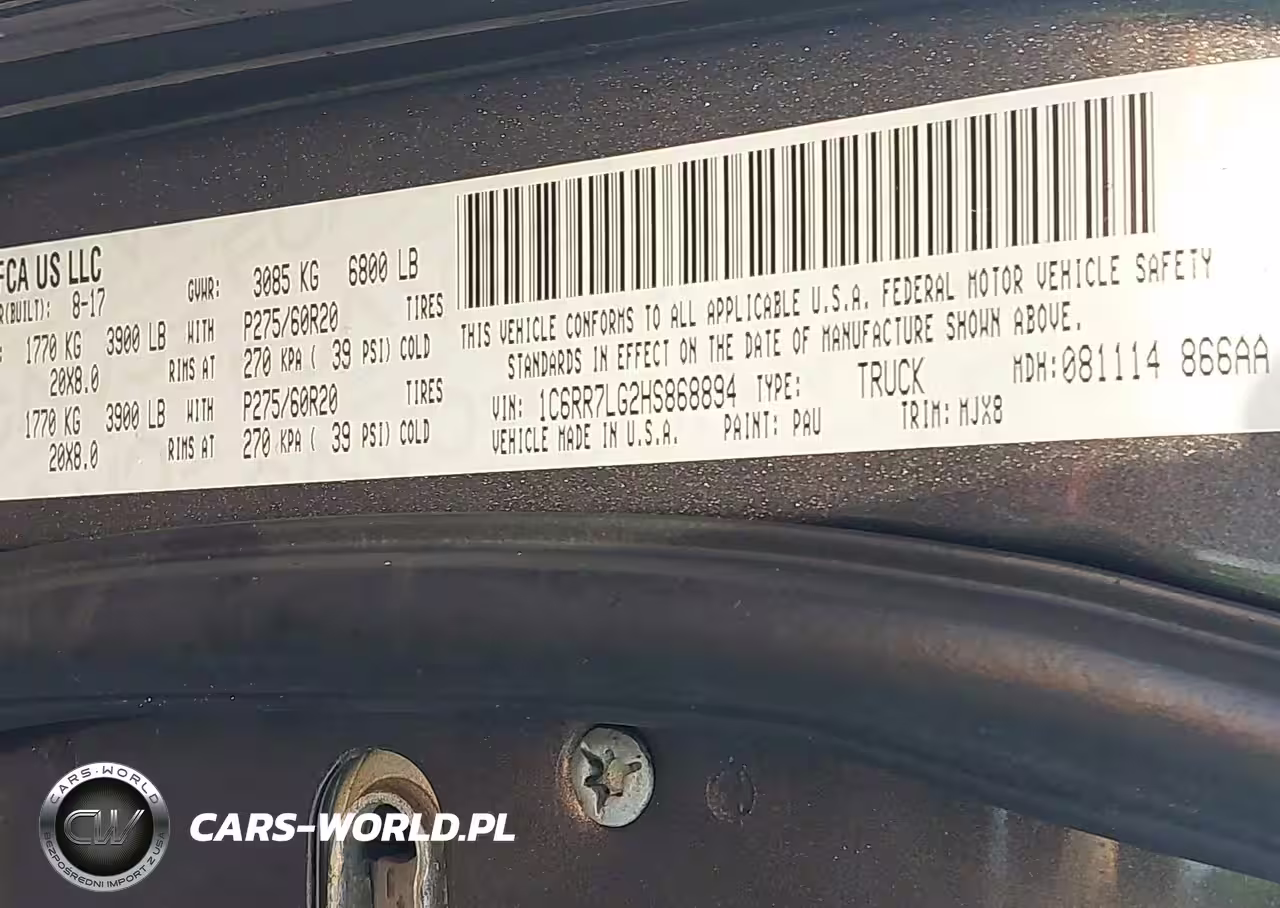 FCA US LLC
R(BUILT): 8-17 GVWR: 3085 KG 6800 LB
1770 KG 3900 LB WITH P275/60R20 TIRES
20X8.0 RIMS AT 270 KPA ( 39 PSI) COLD
1770 KG 3900 LB WITH P275/60R20 TIRES
20X8.0 RIMS AT 270 KPA ( 39 PSI) COLD
THIS VEHICLE CONFORMS TO ALL APPLICABLE U.S.A. FEDERAL MOTOR VEHICLE SAFETY
STANDARDS IN EFFECT ON THE DATE OF MANUFACTURE SHOWN ABOVE.
VIN: 1C6RR7LG2HS868894 TYPE: TRUCK MDH:081114 866AA
VEHICLE MADE IN U.S.A. PAINT: PAU TRIM: MJX8
CARS-WORLD
CW
BEZPOŚREDNI IMPORT Z USA
CARS-WORLD.PL